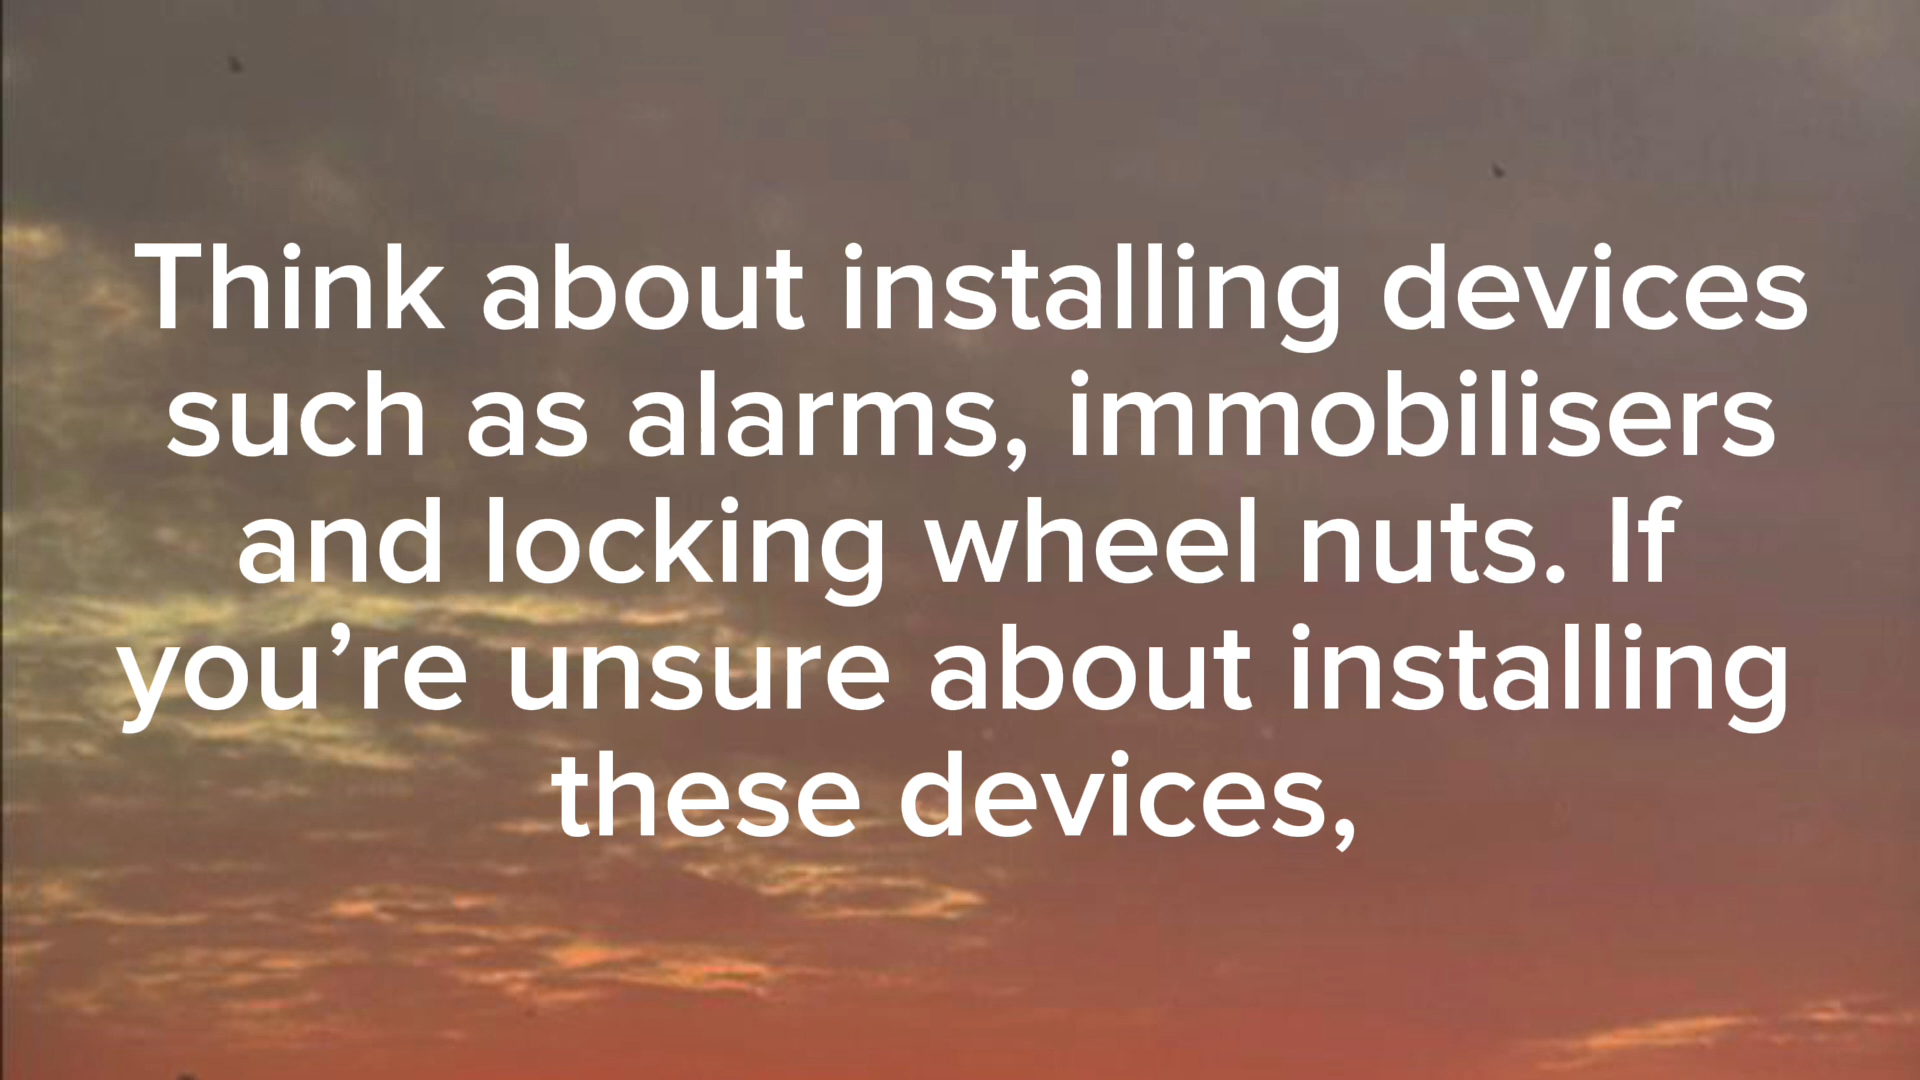 Think about installing devices
such as alarms, immobilisers
and locking wheel nuts. If
you’re unsure about installing
these devices,